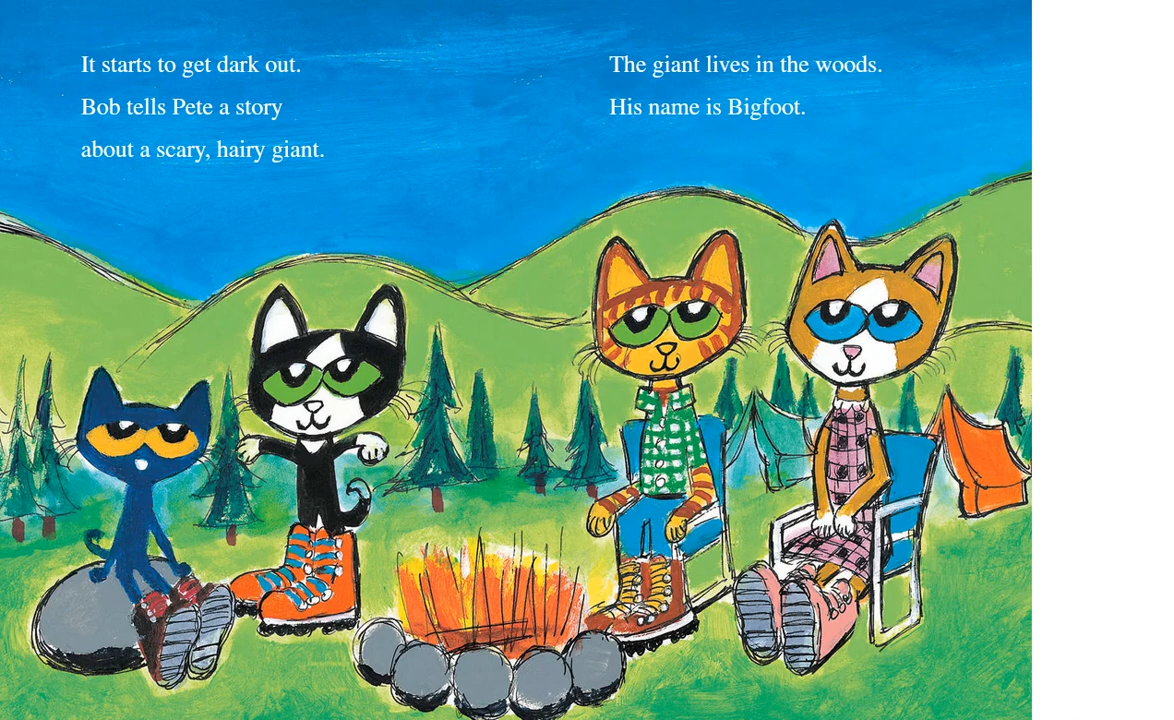 It starts to get dark out.
Bob tells Pete a story
about a scary, hairy giant.
The giant lives in the woods.
His name is Bigfoot.